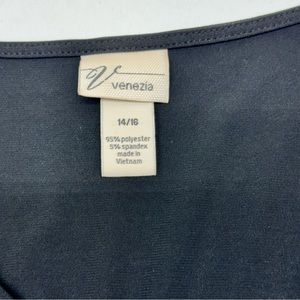 V
venezia
14/16
95% polyester
5% spandex
made in
Vietnam